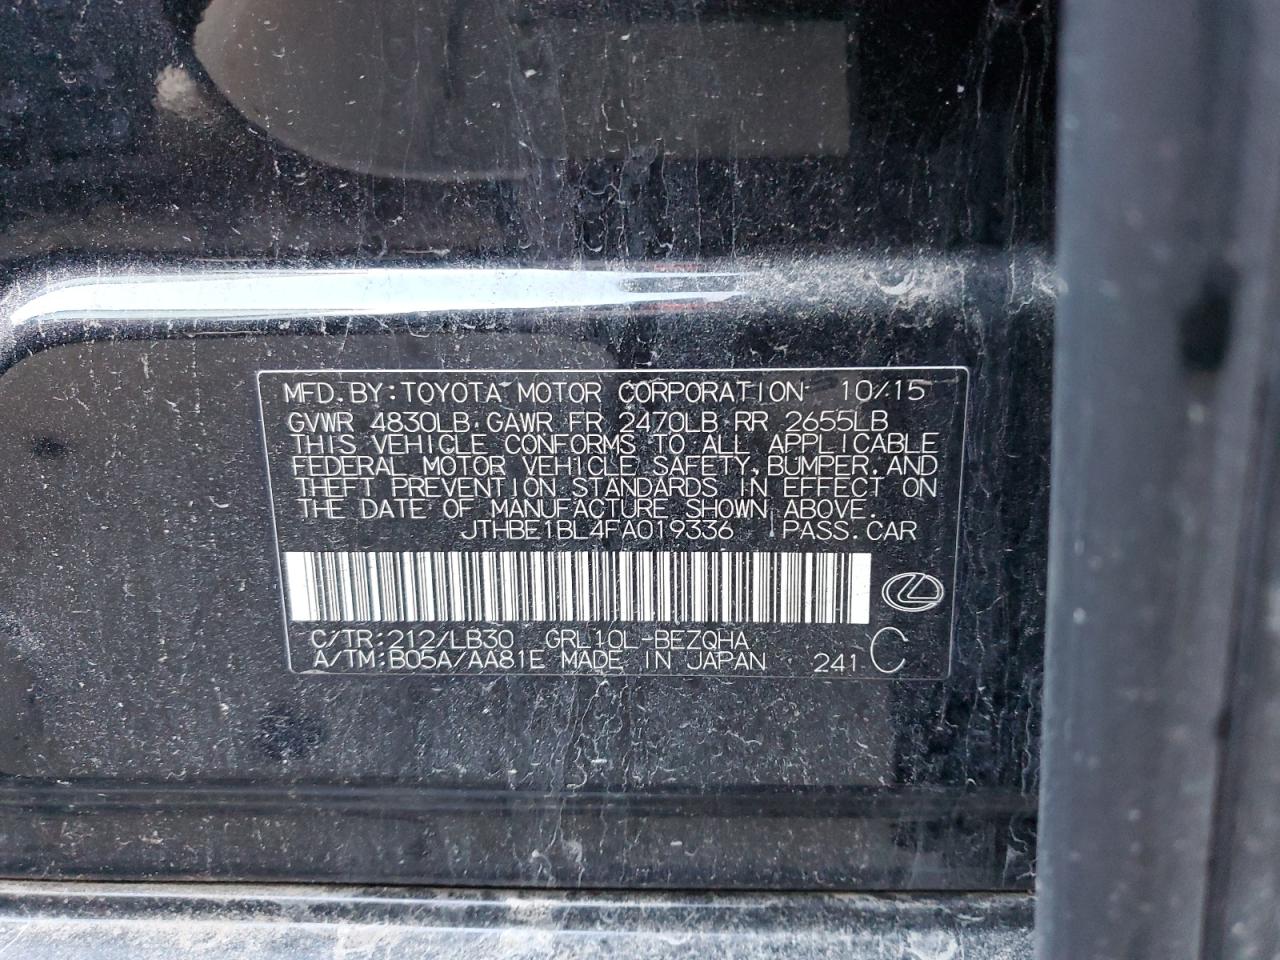 MFD.BY:TOYOTA MOTOR CORPORATION 10/15
GVWR 4830LB GAWR FR 2470LB RR 2655LB
THIS VEHICLE CONFORMS TO ALL APPLICABLE
FEDERAL MOTOR VEHICLE SAFETY, BUMPER, AND
THEFT PREVENTION STANDARDS IN EFFECT ON
THE DATE OF MANUFACTURE SHOWN ABOVE.
JTHBE1BL4FA019336 PASS.CAR
C/TR:212/LB30 GRL10L-BEZQHA
A/TM:B05A/AA81E MADE IN JAPAN 241 C